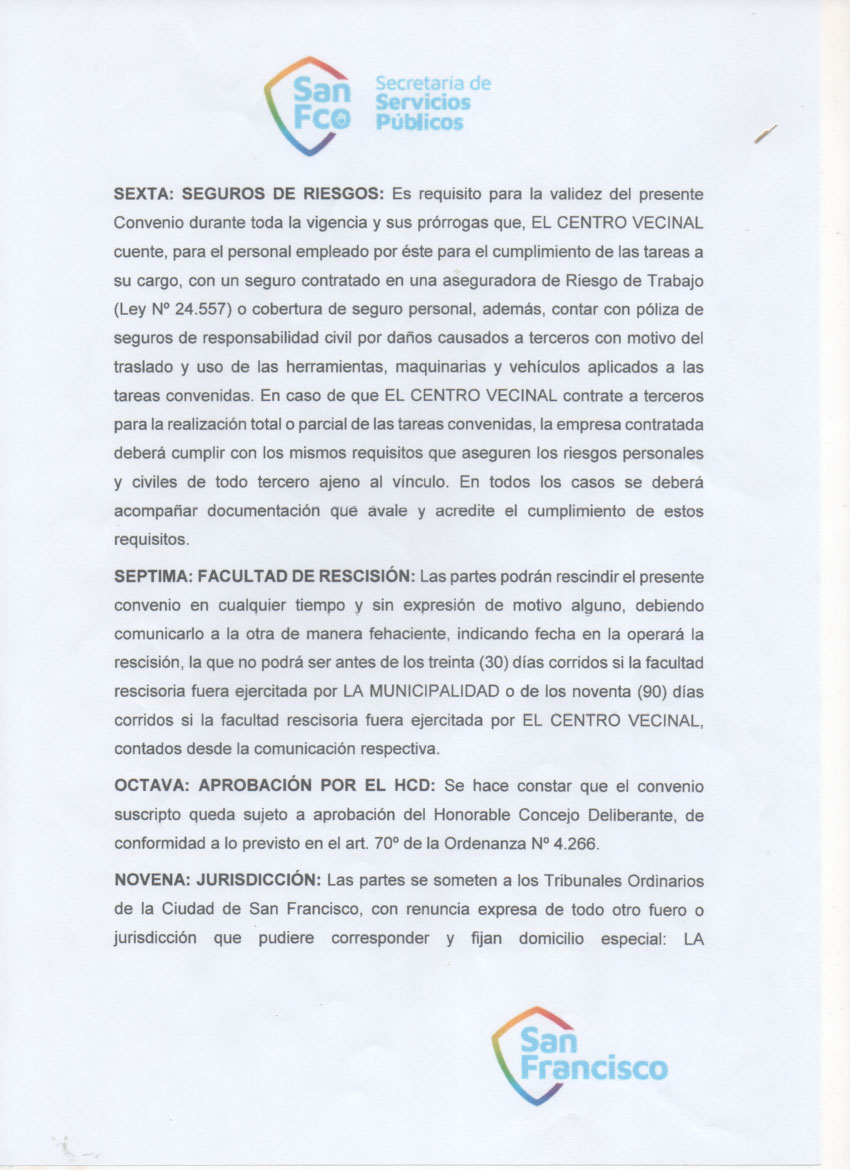 San
Fco
Secretaría de
Servicios
Públicos
SEXTA: SEGUROS DE RIESGOS: Es requisito para la validez del presente
Convenio durante toda la vigencia y sus prórrogas que, EL CENTRO VECINAL
cuente, para el personal empleado por éste para el cumplimiento de las tareas a
su cargo, con un seguro contratado en una aseguradora de Riesgo de Trabajo
(Ley Nº 24.557) o cobertura de seguro personal, además, contar con póliza de
seguros de responsabilidad civil por daños causados a terceros con motivo del
traslado y uso de las herramientas, maquinarias y vehículos aplicados a las
tareas convenidas. En caso de que EL CENTRO VECINAL contrate a terceros
para la realización total o parcial de las tareas convenidas, la empresa contratada
deberá cumplir con los mismos requisitos que aseguren los riesgos personales
y civiles de todo tercero ajeno al vínculo. En todos los casos se deberá
acompañar documentación que avale y acredite el cumplimiento de estos
requisitos.
SEPTIMA: FACULTAD DE RESCISIÓN: Las partes podrán rescindir el presente
convenio en cualquier tiempo y sin expresión de motivo alguno, debiendo
comunicarlo a la otra de manera fehaciente, indicando fecha en la operará la
rescisión, la que no podrá ser antes de los treinta (30) días corridos si la facultad
rescisoria fuera ejercitada por LA MUNICIPALIDAD o de los noventa (90) días
corridos si la facultad rescisoria fuera ejercitada por EL CENTRO VECINAL,
contados desde la comunicación respectiva.
OCTAVA: APROBACIÓN POR EL HCD: Se hace constar que el convenio
suscripto queda sujeto a aprobación del Honorable Concejo Deliberante, de
conformidad a lo previsto en el art. 70º de la Ordenanza Nº 4.266.
NOVENA: JURISDICCIÓN: Las partes se someten a los Tribunales Ordinarios
de la Ciudad de San Francisco, con renuncia expresa de todo otro fuero o
jurisdicción que pudiere corresponder y fijan domicilio especial: LA
San
Francisco